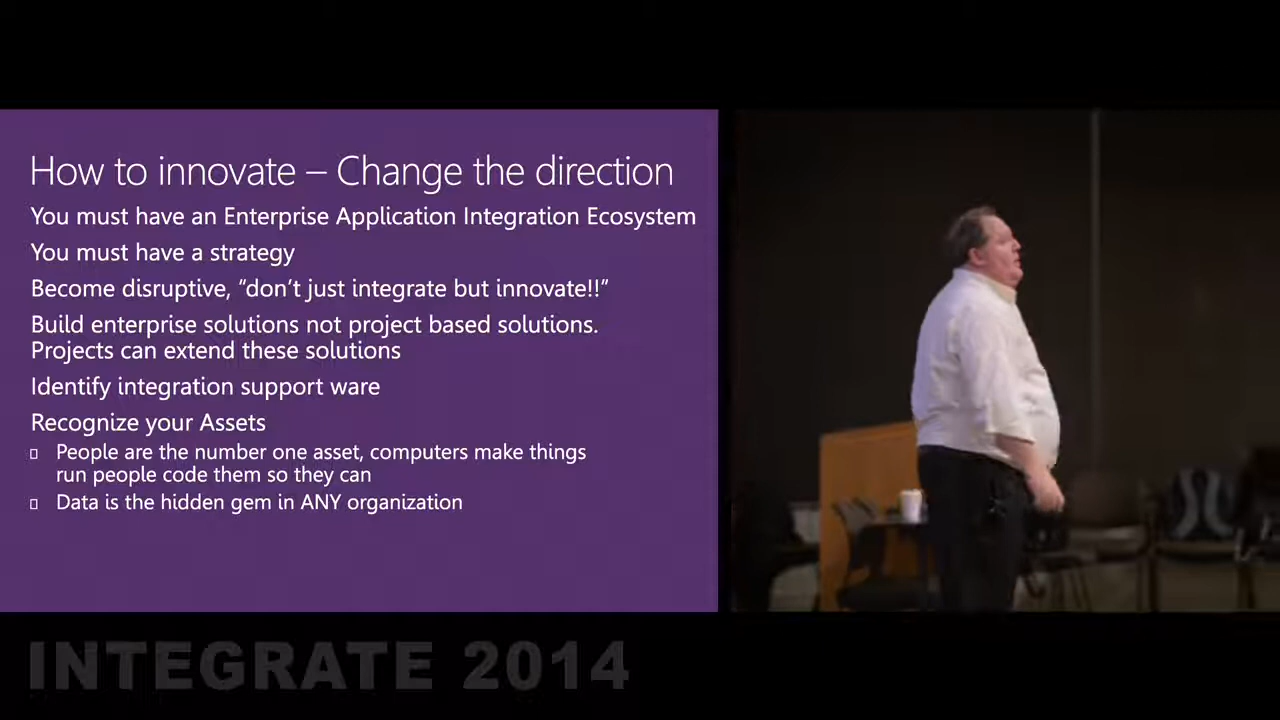 How to innovate – Change the direction
You must have an Enterprise Application Integration Ecosystem
You must have a strategy
Become disruptive, “don’t just integrate but innovate!!”
Build enterprise solutions not project based solutions.
Projects can extend these solutions
Identify integration support ware
Recognize your Assets
People are the number one asset, computers make things
run people code them so they can
Data is the hidden gem in ANY organization
INTEGRATE 2014